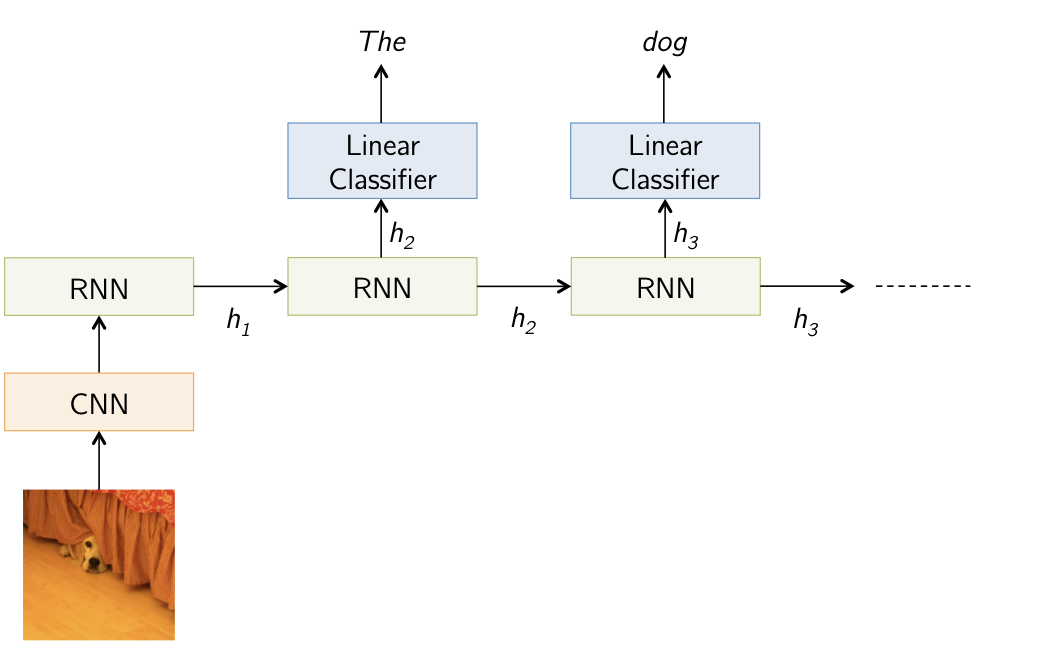 The
dog
Linear
Classifier
Linear
Classifier
h2
h3
RNN
RNN
RNN
h1
h2
h3
CNN